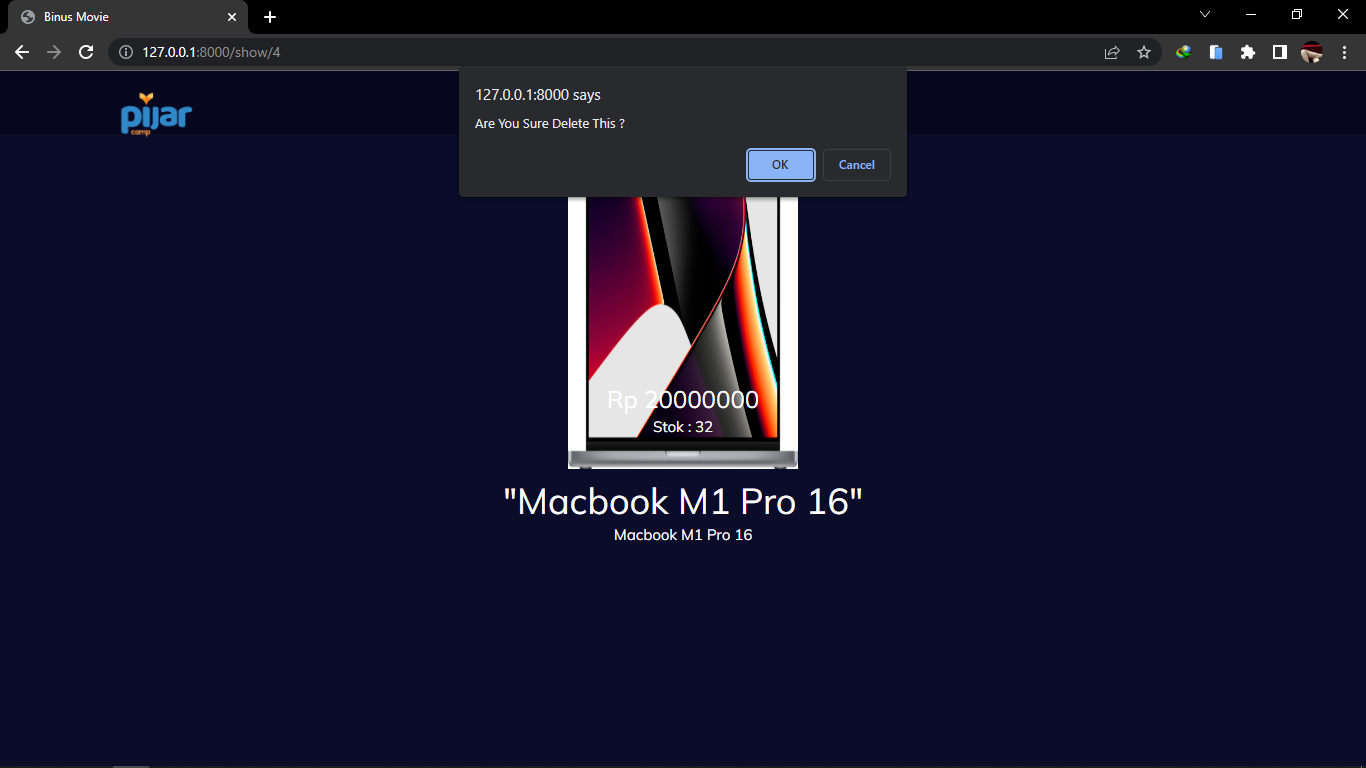 Binus Movie
127.0.0.1:8000/show/4
127.0.0.1:8000 says
Are You Sure Delete This ?
OK
Cancel
pijar
camp
Rp 20000000
Stok : 32
"Macbook M1 Pro 16"
Macbook M1 Pro 16